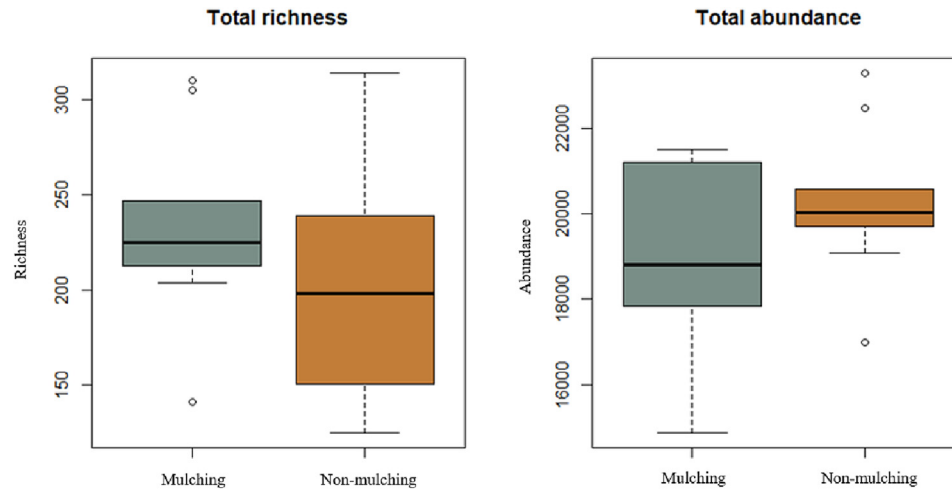 Total richness
Richness
300
250
200
150
Mulching
Non-mulching
Total abundance
Abundance
22000
20000
18000
16000
Mulching
Non-mulching